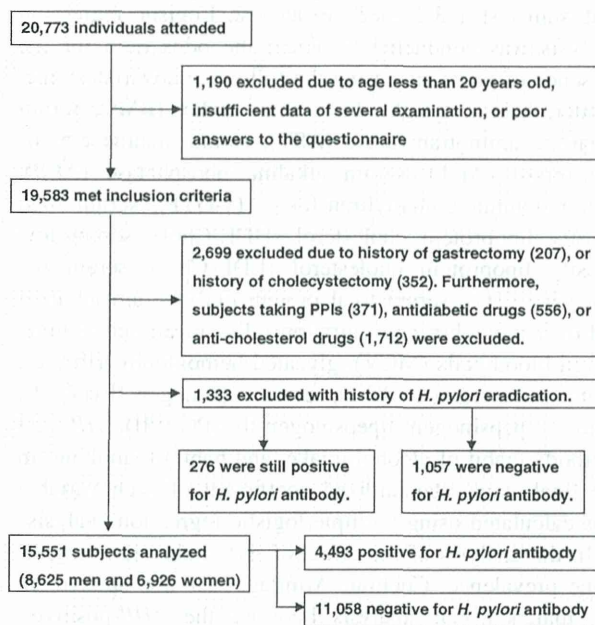 20,773 individuals attended
1,190 excluded due to age less than 20 years old,
insufficient data of several examination, or poor
answers to the questionnaire
19,583 met inclusion criteria
2,699 excluded due to history of gastrectomy (207), or
history of cholecystectomy (352). Furthermore,
subjects taking PPIs (371), antidiabetic drugs (556), or
anti-cholesterol drugs (1,712) were excluded.
1,333 excluded with history of H. pylori eradication.
276 were still positive
for H. pylori antibody.
1,057 were negative
for H. pylori antibody.
15,551 subjects analyzed
(8,625 men and 6,926 women)
4,493 positive for H. pylori antibody
11,058 negative for H. pylori antibody